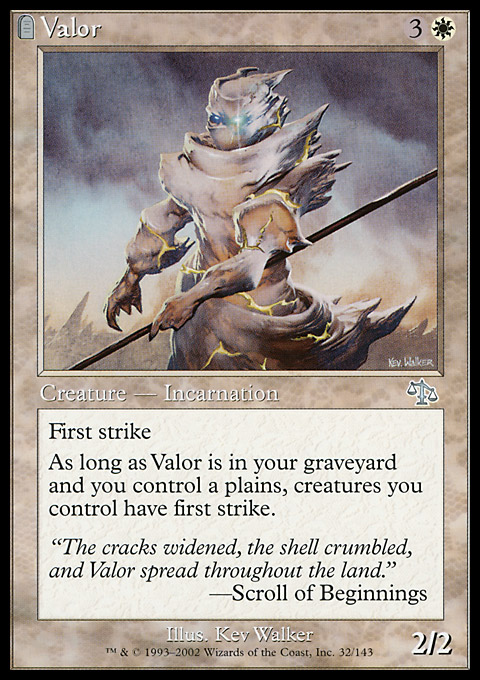 Valor 3
KEV. WALKER
Creature — Incarnation
First strike
As long as Valor is in your graveyard
and you control a plains, creatures you
control have first strike.
“The cracks widened, the shell crumbled,
and Valor spread throughout the land.”
—Scroll of Beginnings
Illus. Kev Walker
™ & © 1993–2002 Wizards of the Coast, Inc. 32/143
2/2